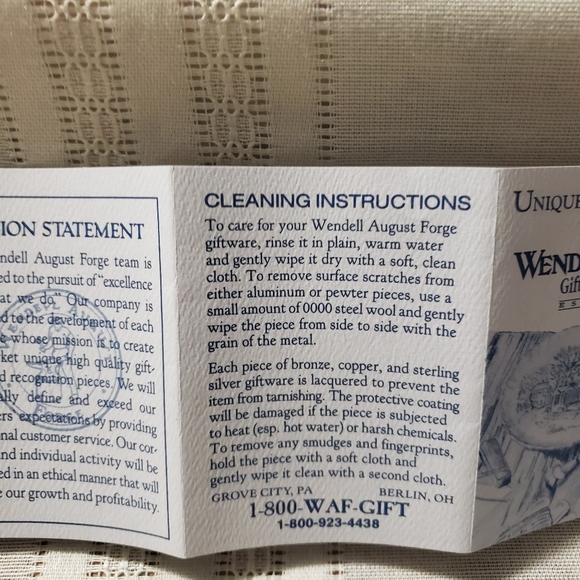 ION STATEMENT
ndell August Forge team is
ed to the pursuit of "excellence
at we do." Our company is
d to the development of each
e whose mission is to create
ket unique high quality gift-
d recognition pieces. We will
ally define and exceed our
ers' expectations by providing
nal customer service. Our cor-
and individual activity will be
ed in an ethical manner that will
e our growth and profitability.
CLEANING INSTRUCTIONS
To care for your Wendell August Forge
giftware, rinse it in plain, warm water
and gently wipe it dry with a soft, clean
cloth. To remove surface scratches from
either aluminum or pewter pieces, use a
small amount of 0000 steel wool and gently
wipe the piece from side to side with the
grain of the metal.
Each piece of bronze, copper, and sterling
silver giftware is lacquered to prevent the
item from tarnishing. The protective coating
will be damaged if the piece is subjected
to heat (esp. hot water) or harsh chemicals.
To remove any smudges and fingerprints,
hold the piece with a soft cloth and
gently wipe it clean with a second cloth.
GROVE CITY, PA BERLIN, OH
1-800-WAF-GIFT
1-800-923-4438
UNIQUE
WEND
Gif
ES